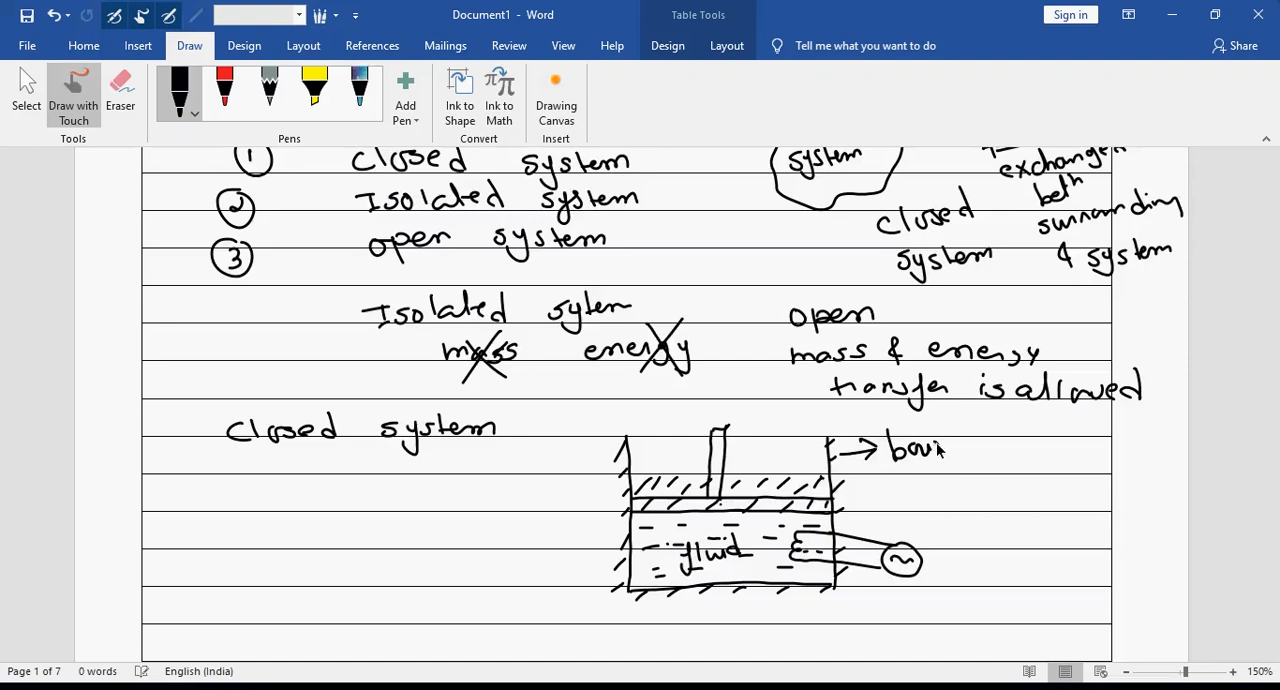 Document1 - Word
Table Tools
Sign in
File Home Insert Draw Design Layout References Mailings Review View Help Design Layout Tell me what you want to do Share
Select Draw with Touch Eraser Add Pen Ink to Shape Ink to Math Drawing Canvas
Tools Pens Convert Insert
1 closed system
2 Isolated system
3 open system
system
closed system
exchange
betn
surrounding
& system
Isolated sytem
mass energy
open
mass & energy
transfer is allowed
closed system
bou
fluid
Page 1 of 7 0 words English (India) 150%